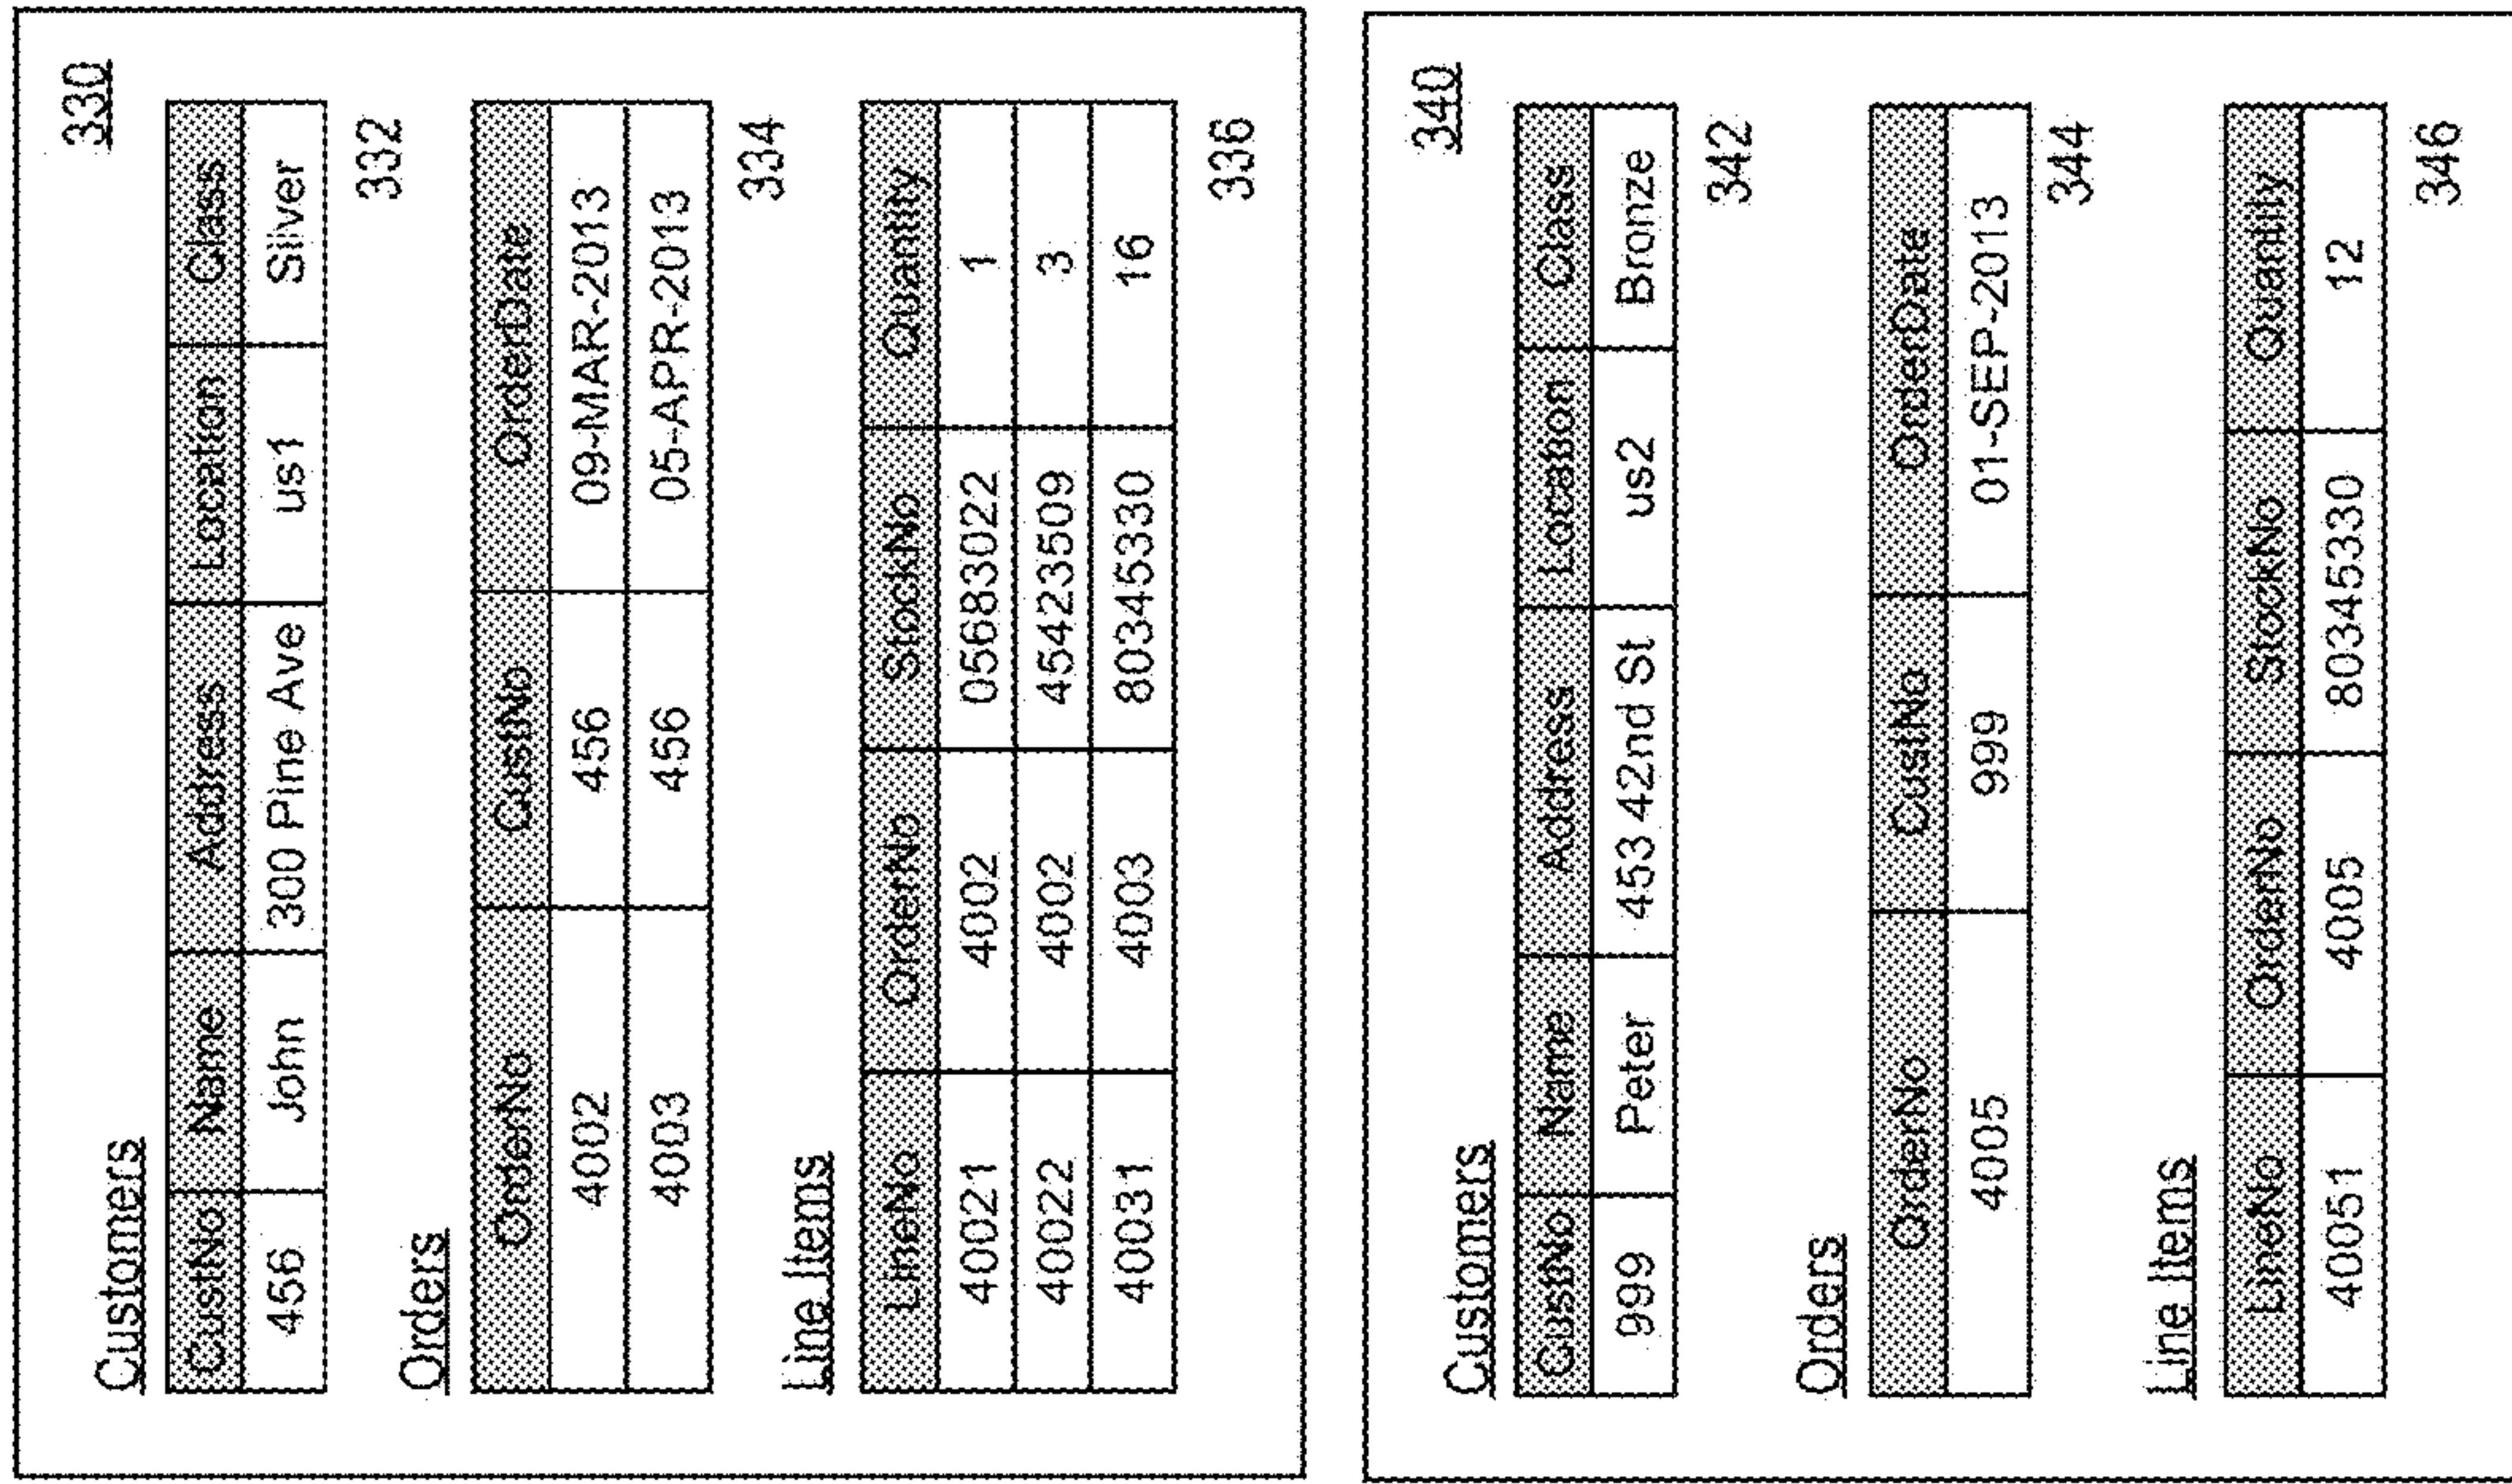 330
Customers
CustNo Name Address Location Class
456 John 300 Pine Ave us1 Silver
332
Orders
OrderNo CustNo OrderDate
4002 456 09-MAR-2013
4003 456 05-APR-2013
334
Line Items
LineNo OrderNo StockNo Quantity
40021 4002 05683022 1
40022 4002 45423509 3
40031 4003 80345330 16
336
340
Customers
CustNo Name Address Location Class
999 Peter 453 42nd St us2 Bronze
342
Orders
OrderNo CustNo OrderDate
4005 999 01-SEP-2013
344
Line Items
LineNo OrderNo StockNo Quantity
40051 4005 80345330 12
346